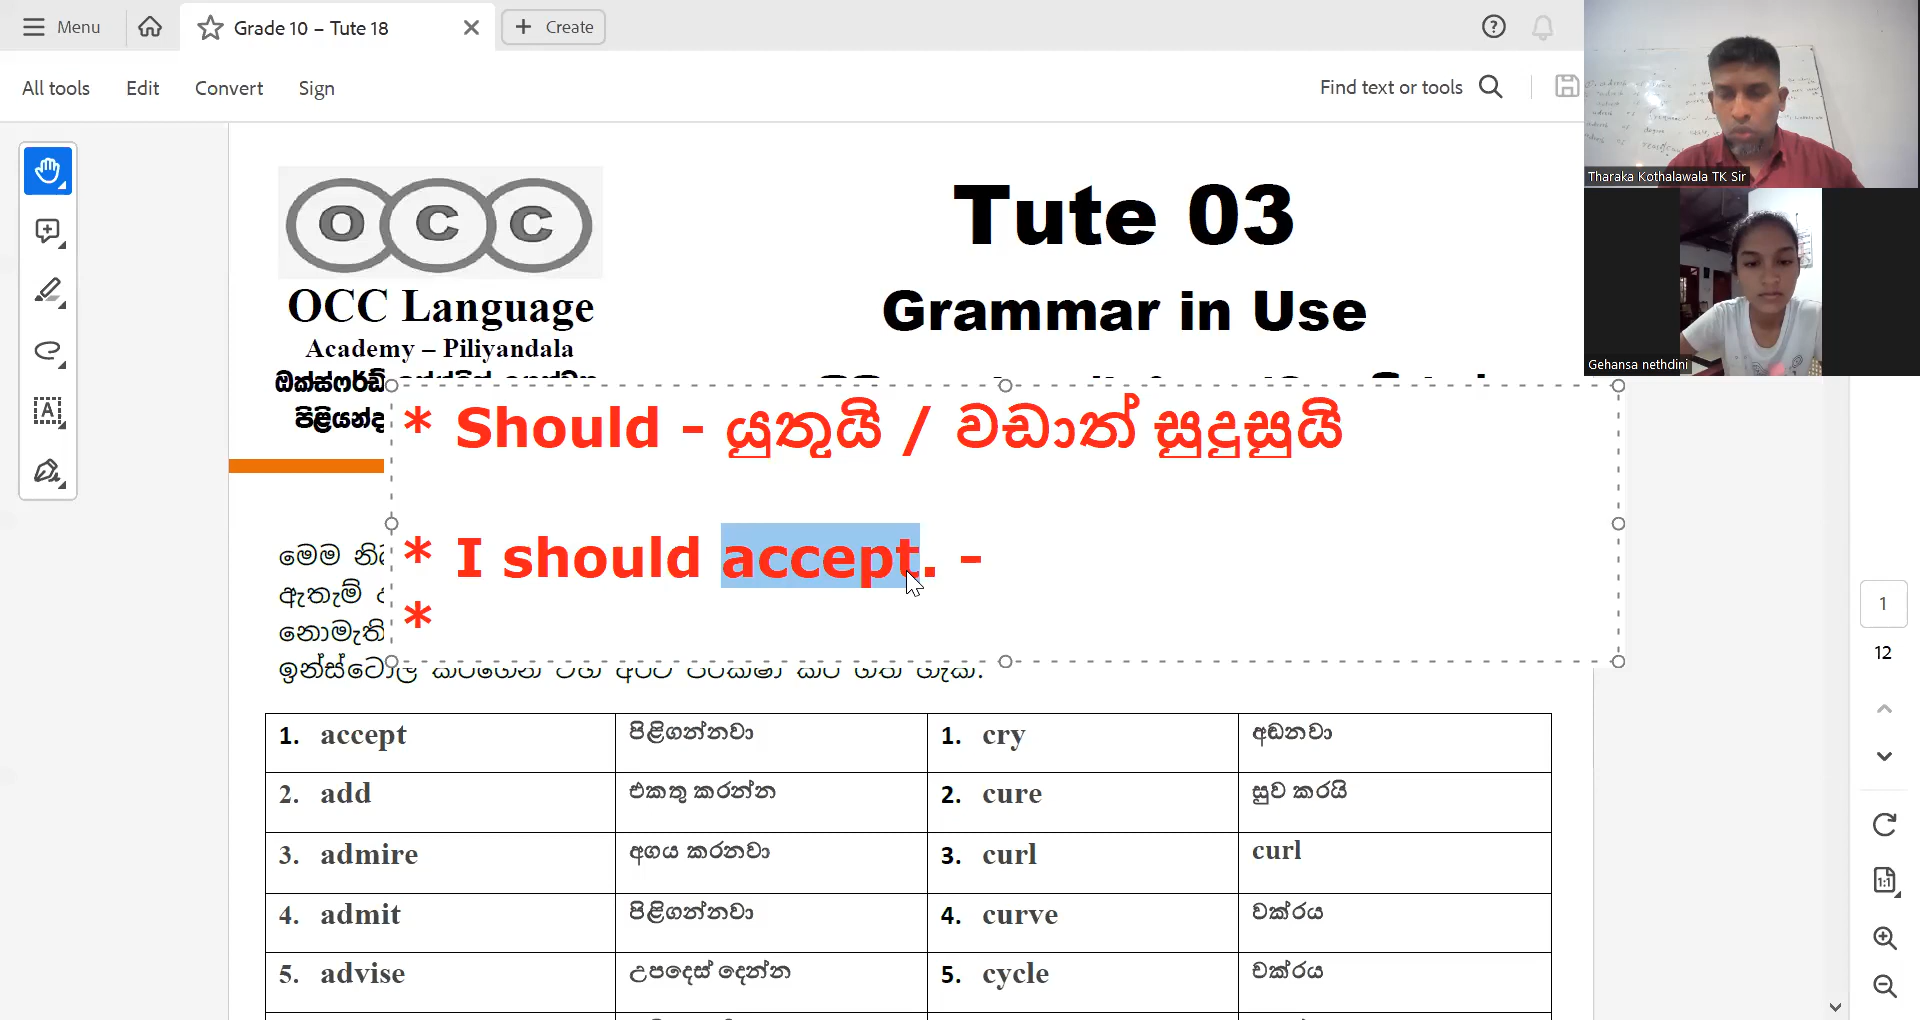 Menu
Grade 10 – Tute 18
Create
All tools
Edit
Convert
Sign
Find text or tools
Tharaka Kothalawala TK Sir
Gehansa nethdini
OCC
OCC Language
Academy – Piliyandala
Tute 03
Grammar in Use
* Should - යුතුයි / වඩාත් සුදුසුයි
* I should accept. -
*
මෙම
ඇතැම්
1. accept පිළිගන්නවා 1. cry අඬනවා
2. add එකතු කරන්න 2. cure සුව කරයි
3. admire අගය කරනවා 3. curl curl
4. admit පිළිගන්නවා 4. curve වක්රය
5. advise උපදෙස් දෙන්න 5. cycle චක්රය
1
12